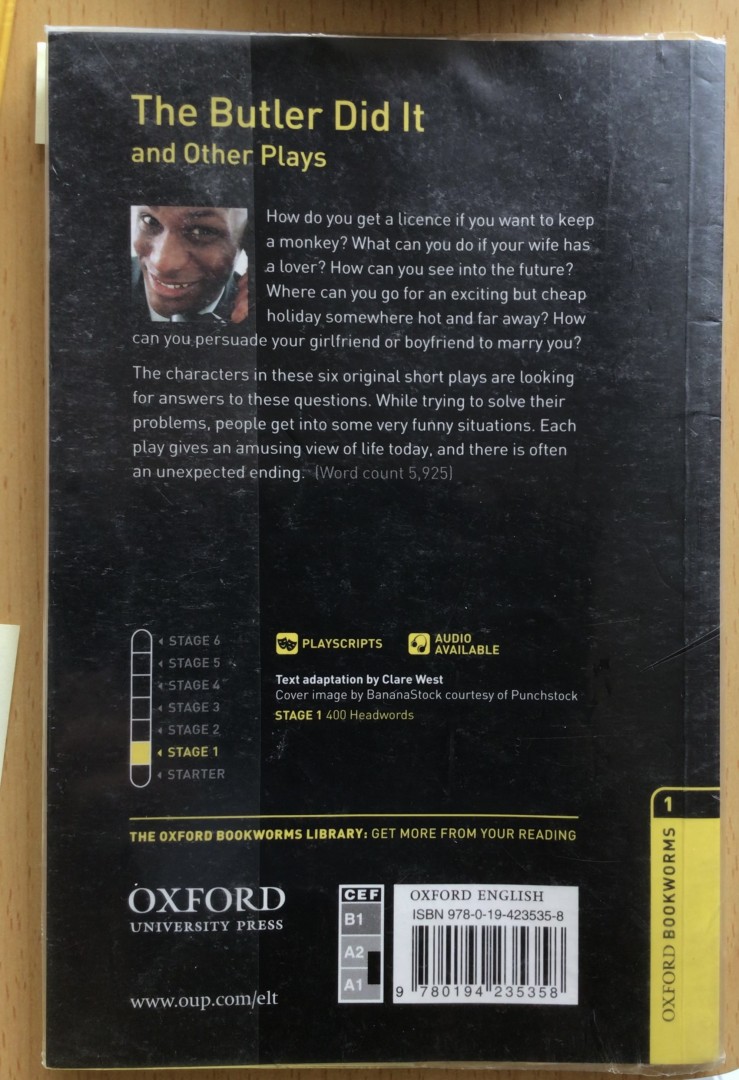 The Butler Did It
and Other Plays
How do you get a licence if you want to keep
a monkey? What can you do if your wife has
a lover? How can you see into the future?
Where can you go for an exciting but cheap
holiday somewhere hot and far away? How
can you persuade your girlfriend or boyfriend to marry you?
The characters in these six original short plays are looking
for answers to these questions. While trying to solve their
problems, people get into some very funny situations. Each
play gives an amusing view of life today, and there is often
an unexpected ending. (Word count 5,925)
STAGE 6
STAGE 5
STAGE 4
STAGE 3
STAGE 2
STAGE 1
STARTER
PLAYSCRIPTS
AUDIO
AVAILABLE
Text adaptation by Clare West
Cover image by BananaStock courtesy of Punchstock
STAGE 1 400 Headwords
THE OXFORD BOOKWORMS LIBRARY: GET MORE FROM YOUR READING
OXFORD
UNIVERSITY PRESS
www.oup.com/elt
CEF
B1
A2
A1
OXFORD ENGLISH
ISBN 978-0-19-423535-8
9 780194 235358
1
OXFORD BOOKWORMS